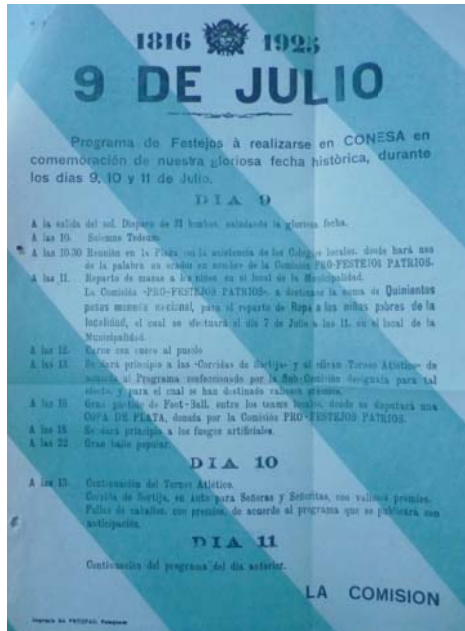 1816 1925
9 DE JULIO
Programa de Festejos à realizarse en CONESA en
comemoración de nuestra gloriosa fecha històrica, durante
los dias 9, 10 y 11 de Julio.
DIA 9
A la salida del sol. Disparo de 21 bombas, saludando la gloriosa fecha.
A las 10. Solemne Tedeum.
A las 10.30 Reunión en la Plaza con la asistencia de los Colegios locales, donde hará uso
de la palabra un orador en nombre de la Comisión PRO-FESTEJOS PATRIOS.
A las 11. Reparto de masas a los niños en el local de la Municipalidad.
La Comisión «PRO-FESTEJOS PATRIOS», a destinado la suma de Quinientos
pesos moneda nacional, para el reparto de Ropa a los niños pobres de la
localidad, el cual se efectuará el dia 7 de Julio a las 11, en el local de la
Municipalidad.
A las 12. Carne con cuero al pueblo
A las 13. Se dará principio a las «Corridas de Sortija» y al «Gran Torneo Atlético» de
acuerdo al Programa confeccionado por la Sub-Comisión designada para tal
efecto, y para el cual se han destinado valiosos premios.
A las 16 Gran partido de Foot-Ball, entre los teams locales, donde se disputará una
COPA DE PLATA, donada por la Comisión PRO-FESTEJOS PATRIOS.
A las 18. Se dará principio a los fuegos artificiales.
A las 22 Gran baile popular.
DIA 10
A las 13. Continuación del Torneo Atlético.
Corrida de Sortija, en Auto para Señoras y Señoritas, con valiosos premios.
de caballos, con premios, de acuerdo al programa que se publicará con
anticipación.
DIA 11
Continuación del programa del dia anterior.
LA COMISION
Imprenta